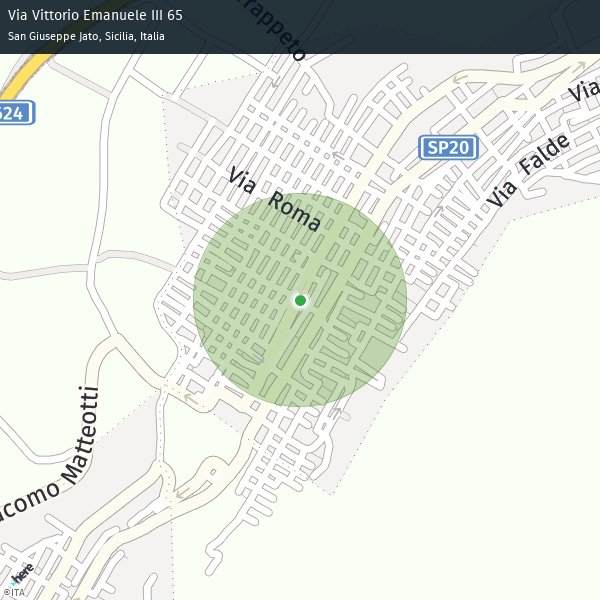 Via Vittorio Emanuele III 65
San Giuseppe Jato, Sicilia, Italia
rappeto
Via
624
SP20
Via Falde
Via Roma
acomo Matteotti
here
©ITA